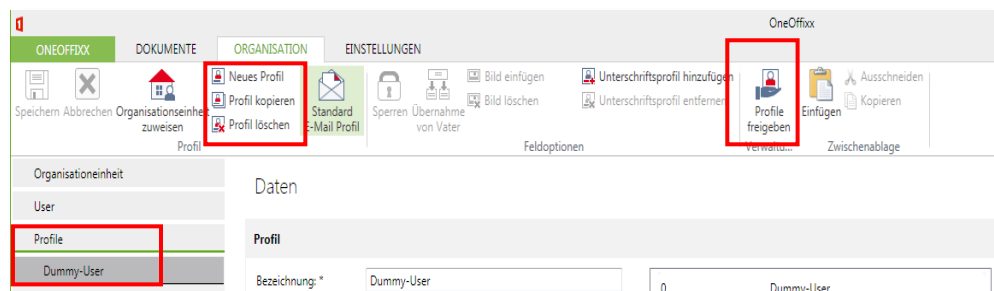 OneOffixx
ONEOFFIXX DOKUMENTE ORGANISATION EINSTELLUNGEN
Speichern Abbrechen Organisationseinheit zuweisen
Neues Profil
Profil kopieren
Profil löschen
Standard E-Mail Profil
Sperren Übernahme von Vater
Bild einfügen
Bild löschen
Unterschriftsprofil hinzufügen
Unterschriftsprofil entfernen
Profile freigeben
Einfügen
Ausschneiden
Kopieren
Profil Feldoptionen Verwaltu... Zwischenablage
Organisationeinheit
User
Profile
Dummy-User
Daten
Profil
Bezeichnung: * Dummy-User 0 Dummy-User